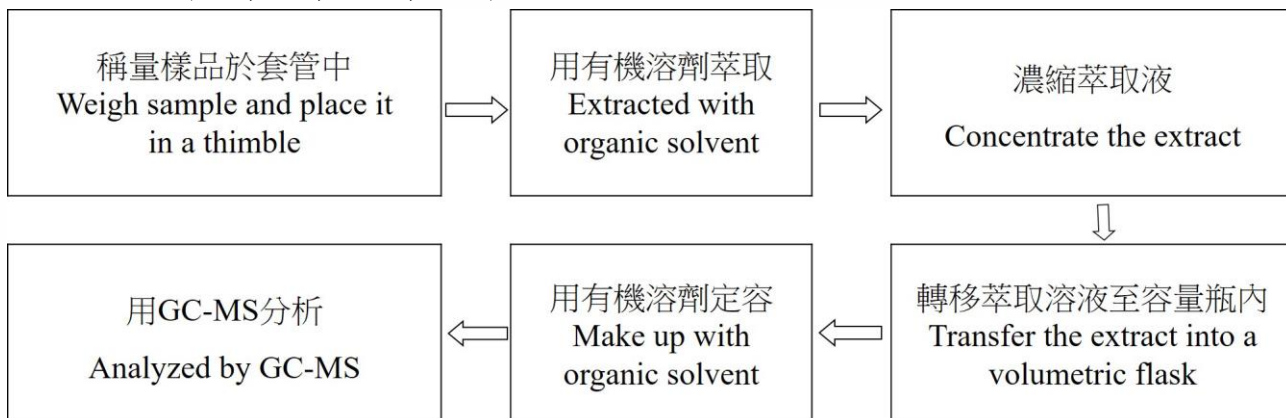 稱量樣品於套管中
Weigh sample and place it
in a thimble
用有機溶劑萃取
Extracted with
organic solvent
濃缩萃取液
Concentrate the extract
轉移萃取溶液至容量瓶內
Transfer the extract into a
volumetric flask
用有機溶劑定容
Make up with
organic solvent
用GC-MS分析
Analyzed by GC-MS